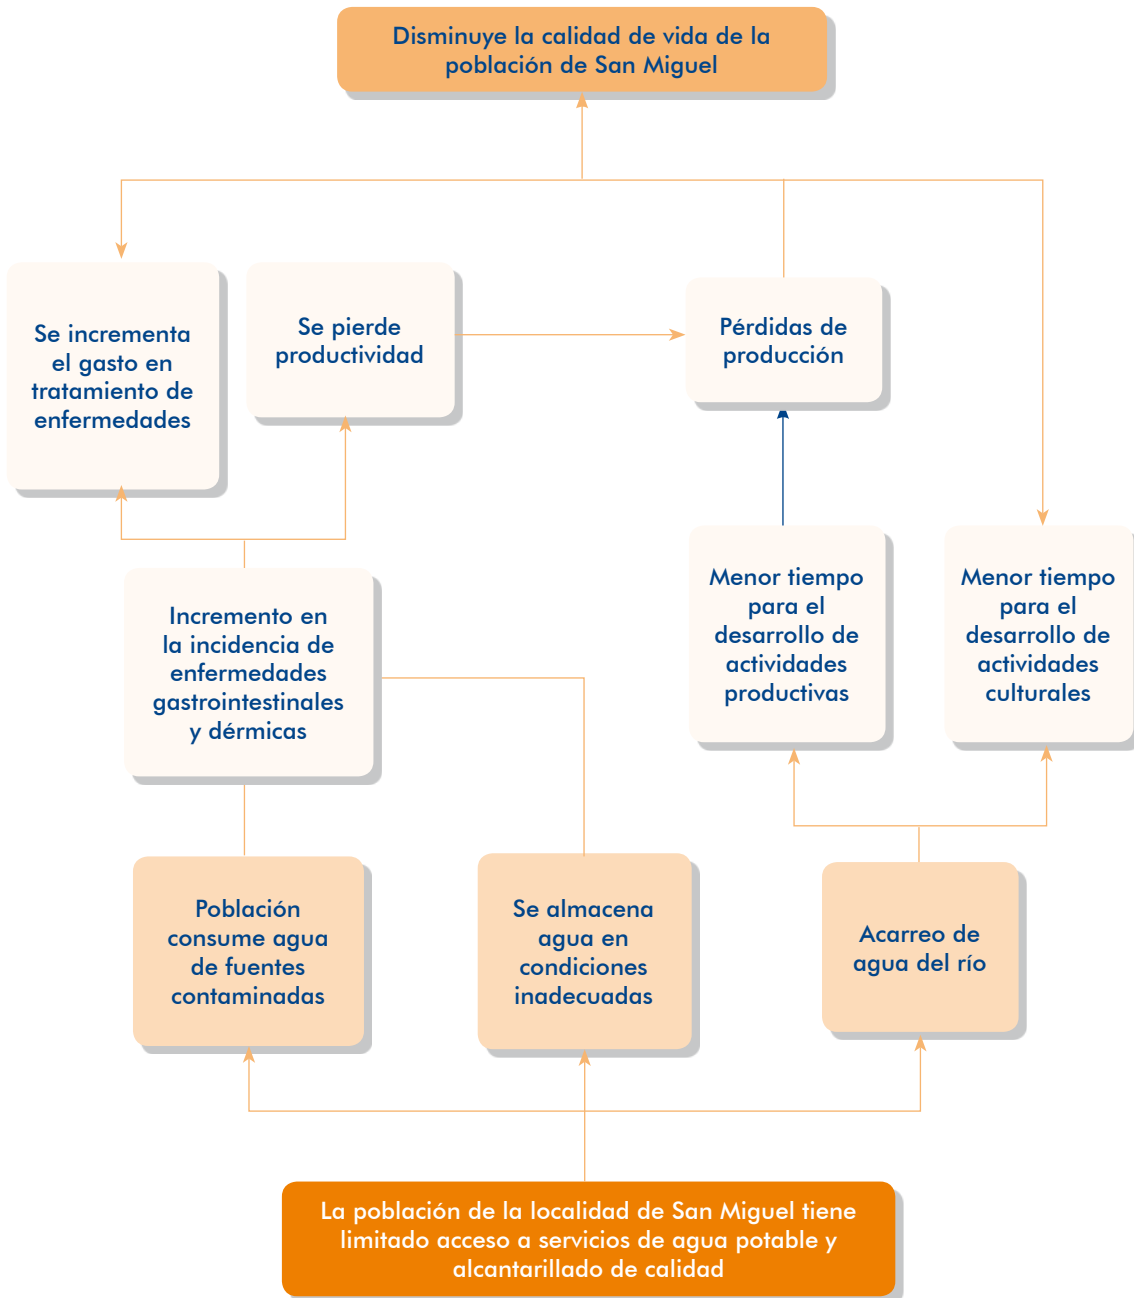 Disminuye la calidad de vida de la
población de San Miguel
Se incrementa
el gasto en
tratamiento de
enfermedades
Se pierde
productividad
Pérdidas de
producción
Incremento en
la incidencia de
enfermedades
gastrointestinales
y dérmicas
Menor tiempo
para el
desarrollo de
actividades
productivas
Menor tiempo
para el
desarrollo de
actividades
culturales
Población
consume agua
de fuentes
contaminadas
Se almacena
agua en
condiciones
inadecuadas
Acarreo de
agua del río
La población de la localidad de San Miguel tiene
limitado acceso a servicios de agua potable y
alcantarillado de calidad